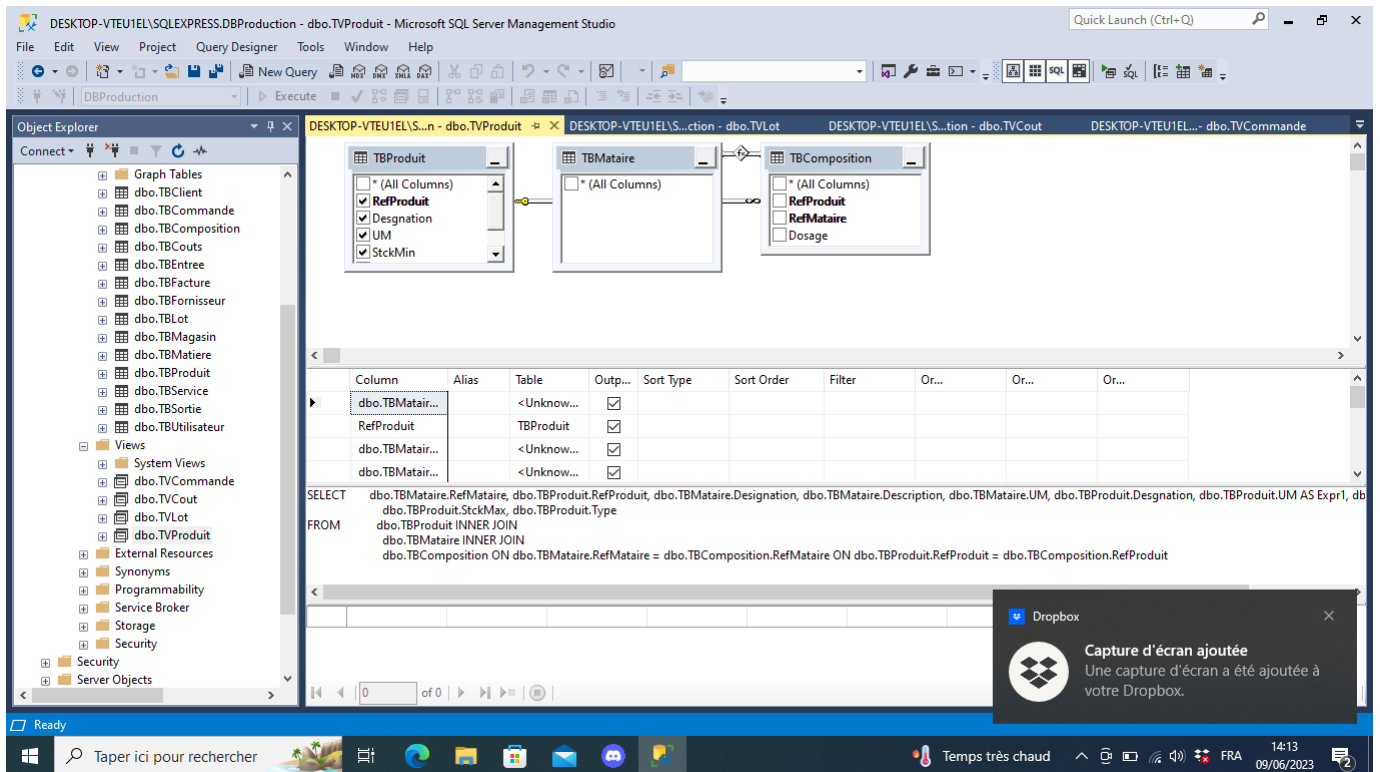 DESKTOP-VTEU1EL\SQLEXPRESS.DBProduction - dbo.TVProduit - Microsoft SQL Server Management Studio
Quick Launch (Ctrl+Q)
File Edit View Project Query Designer Tools Window Help
New Query MDX DMX XMLA DAX SQL
DBProduction Execute
Object Explorer
Connect
Graph Tables
dbo.TBClient
dbo.TBCommande
dbo.TBComposition
dbo.TBCouts
dbo.TBEntree
dbo.TBFacture
dbo.TBFornisseur
dbo.TBLot
dbo.TBMagasin
dbo.TBMatiere
dbo.TBProduit
dbo.TBService
dbo.TBSortie
dbo.TBUtilisateur
Views
System Views
dbo.TVCommande
dbo.TVCout
dbo.TVLot
dbo.TVProduit
External Resources
Synonyms
Programmability
Service Broker
Storage
Security
Security
Server Objects
DESKTOP-VTEU1EL\S...n - dbo.TVProduit DESKTOP-VTEU1EL\S...ction - dbo.TVLot DESKTOP-VTEU1EL\S...tion - dbo.TVCout DESKTOP-VTEU1EL...- dbo.TVCommande
TBProduit
* (All Columns)
RefProduit
Desgnation
UM
StckMin
TBMataire
* (All Columns)
TBComposition
* (All Columns)
RefProduit
RefMataire
Dosage
Column Alias Table Outp... Sort Type Sort Order Filter Or... Or... Or...
dbo.TBMatair... <Unknow...
RefProduit TBProduit
dbo.TBMatair... <Unknow...
dbo.TBMatair... <Unknow...
SELECT dbo.TBMataire.RefMataire, dbo.TBProduit.RefProduit, dbo.TBMataire.Designation, dbo.TBMataire.Description, dbo.TBMataire.UM, dbo.TBProduit.Desgnation, dbo.TBProduit.UM AS Expr1, db
dbo.TBProduit.StckMax, dbo.TBProduit.Type
FROM dbo.TBProduit INNER JOIN
dbo.TBMataire INNER JOIN
dbo.TBComposition ON dbo.TBMataire.RefMataire = dbo.TBComposition.RefMataire ON dbo.TBProduit.RefProduit = dbo.TBComposition.RefProduit
0 of 0
Dropbox
Capture d'écran ajoutée
Une capture d'écran a été ajoutée à
votre Dropbox.
Ready
Taper ici pour rechercher
Temps très chaud
FRA
14:13
09/06/2023
2